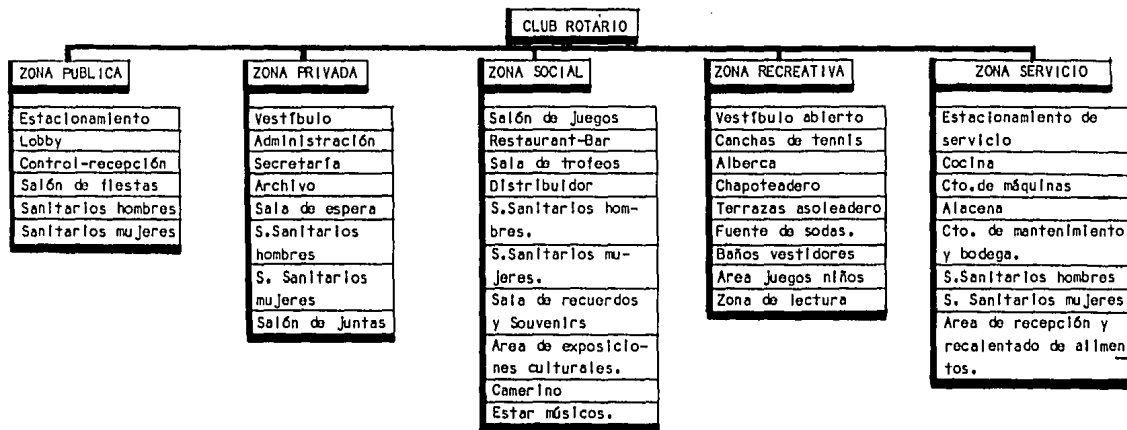 CLUB ROTARIO
ZONA PUBLICA
Estacionamiento
Lobby
Control-recepción
Salón de fiestas
Sanitarios hombres
Sanitarios mujeres
ZONA PRIVADA
Vestíbulo
Administración
Secretaría
Archivo
Sala de espera
S.Sanitarios
hombres
S. Sanitarios
mujeres
Salón de juntas
ZONA SOCIAL
Salón de juegos
Restaurant-Bar
Sala de trofeos
Distribuidor
S.Sanitarios hom-
bres.
S.Sanitarios mu-
jeres.
Sala de recuerdos
y Souvenirs
Area de exposicio-
nes culturales.
Camerino
Estar músicos.
ZONA RECREATIVA
Vestíbulo abierto
Canchas de tennis
Alberca
Chapoteadero
Terrazas asoleadero
Fuente de sodas.
Baños vestidores
Area juegos niños
Zona de lectura
ZONA SERVICIO
Estacionamiento de
servicio
Cocina
Cto.de máquinas
Alacena
Cto. de mantenimiento
y bodega.
S.Sanitarios hombres
S. Sanitarios mujeres
Area de recepción y
recalentado de alimen
tos.